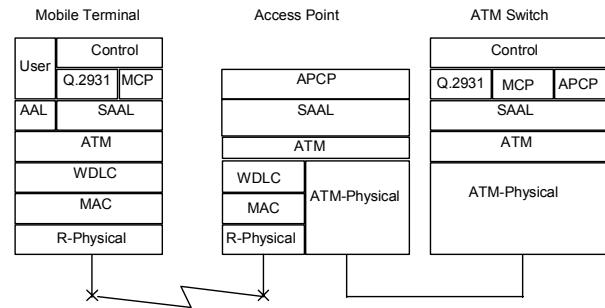 Mobile Terminal Access Point ATM Switch
User Control Control
Q.2931 MCP APCP Q.2931 MCP APCP
AAL SAAL SAAL SAAL
ATM ATM ATM
WDLC WDLC ATM-Physical ATM-Physical
MAC MAC
R-Physical R-Physical